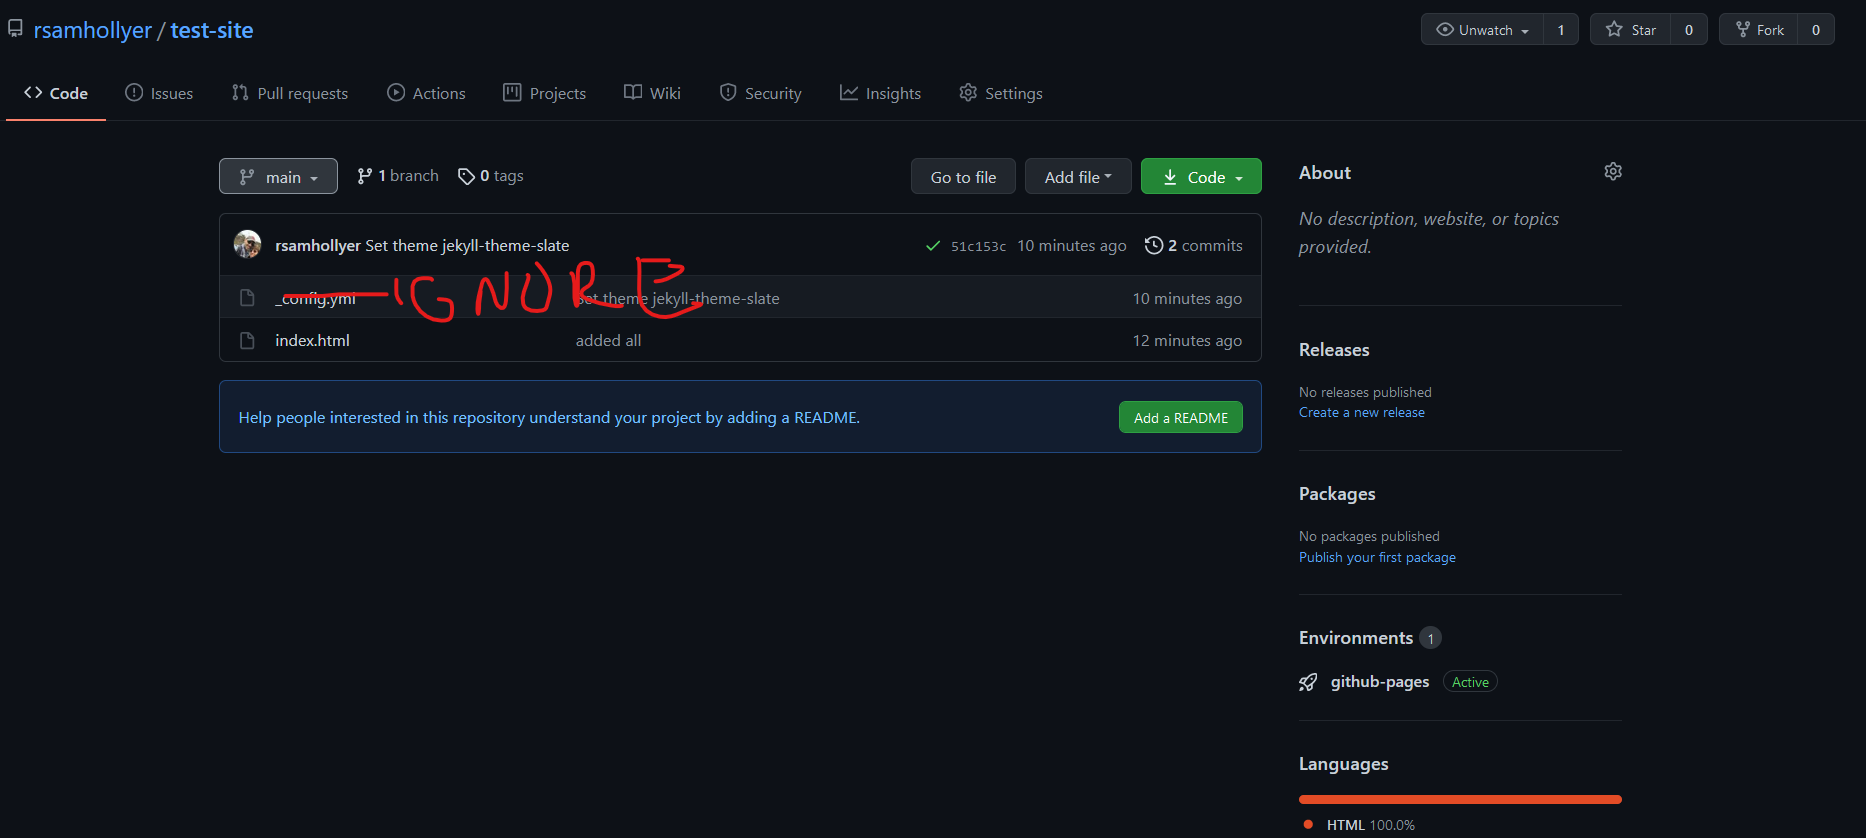 rsamhollyer / test-site
Unwatch 1 Star 0 Fork 0
Code Issues Pull requests Actions Projects Wiki Security Insights Settings
main 1 branch 0 tags Go to file Add file Code
rsamhollyer Set theme jekyll-theme-slate 51c153c 10 minutes ago 2 commits
_config.yml Set theme jekyll-theme-slate 10 minutes ago
IGNORE
index.html added all 12 minutes ago
Help people interested in this repository understand your project by adding a README. Add a README
About
No description, website, or topics
provided.
Releases
No releases published
Create a new release
Packages
No packages published
Publish your first package
Environments 1
github-pages Active
Languages
HTML 100.0%